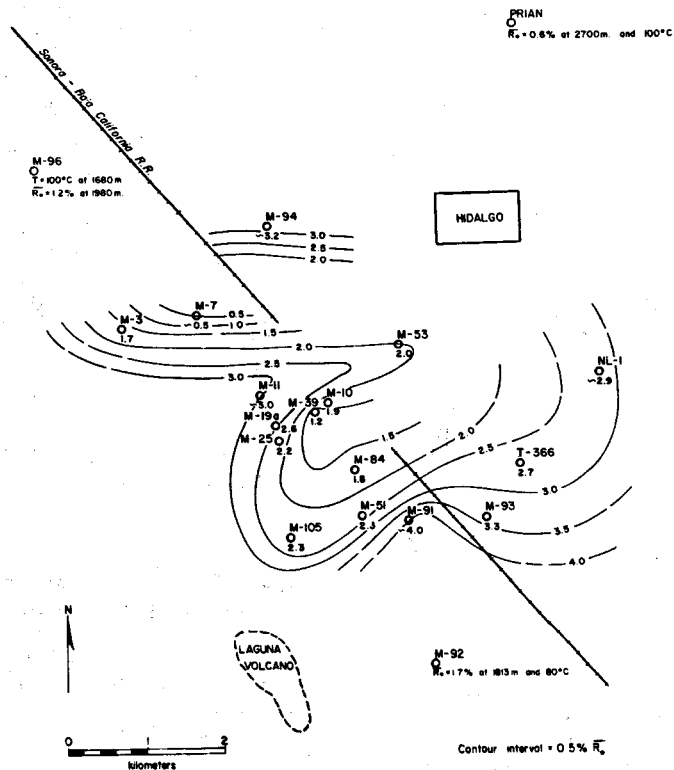 PRIAN
R̅ₒ = 0.6% at 2700m. and 100°C
Sonora - Baja California R.R.
M-96
T = 100°C at 1680m
R̅ₒ = 1.2% at 1980m.
M-94
~3.2
3.0
2.5
2.0
HIDALGO
M-7
~0.5
0.5
1.0
M-3
1.7
1.5
2.0
M-53
2.0
2.5
NL-1
~2.9
3.0
M-11
~3.0
M-39
1.2
M-10
1.9
M-19a
2.6
M-25
2.2
1.5
2.0
M-84
1.8
2.5
T-366
2.7
3.0
M-51
2.3
M-91
~4.0
M-93
3.3
3.5
M-105
2.3
4.0
N
LAGUNA
VOLCANO
M-92
R̅ₒ = 1.7% at 1813m and 80°C
0 1 2
kilometers
Contour interval = 0.5% R̅ₒ